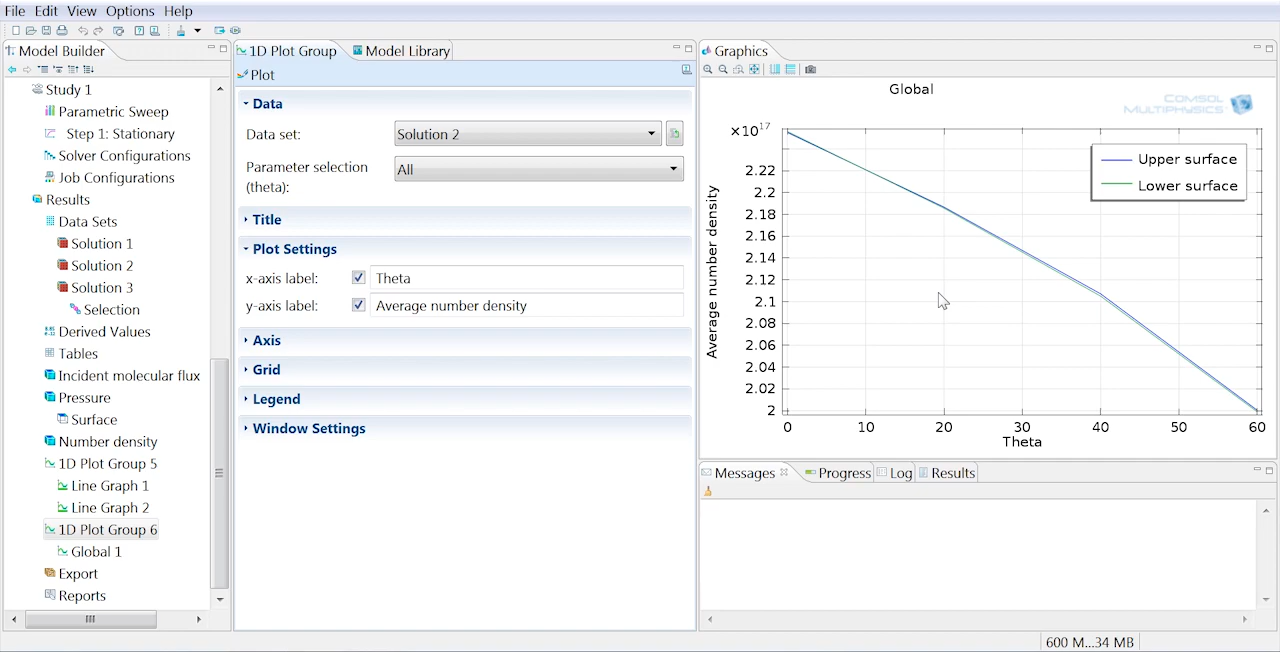 File Edit View Options Help
Model Builder
Study 1
Parametric Sweep
Step 1: Stationary
Solver Configurations
Job Configurations
Results
Data Sets
Solution 1
Solution 2
Solution 3
Selection
Derived Values
Tables
Incident molecular flux
Pressure
Surface
Number density
1D Plot Group 5
Line Graph 1
Line Graph 2
1D Plot Group 6
Global 1
Export
Reports
1D Plot Group Model Library
Plot
Data
Data set: Solution 2
Parameter selection (theta): All
Title
Plot Settings
x-axis label: Theta
y-axis label: Average number density
Axis
Grid
Legend
Window Settings
Graphics
Global
COMSOL
MULTIPHYSICS
×10^17
Upper surface
Lower surface
2.22
2.2
2.18
2.16
2.14
2.12
2.1
2.08
2.06
2.04
2.02
2
Average number density
0 10 20 30 40 50 60
Theta
Messages Progress Log Results
600 M...34 MB